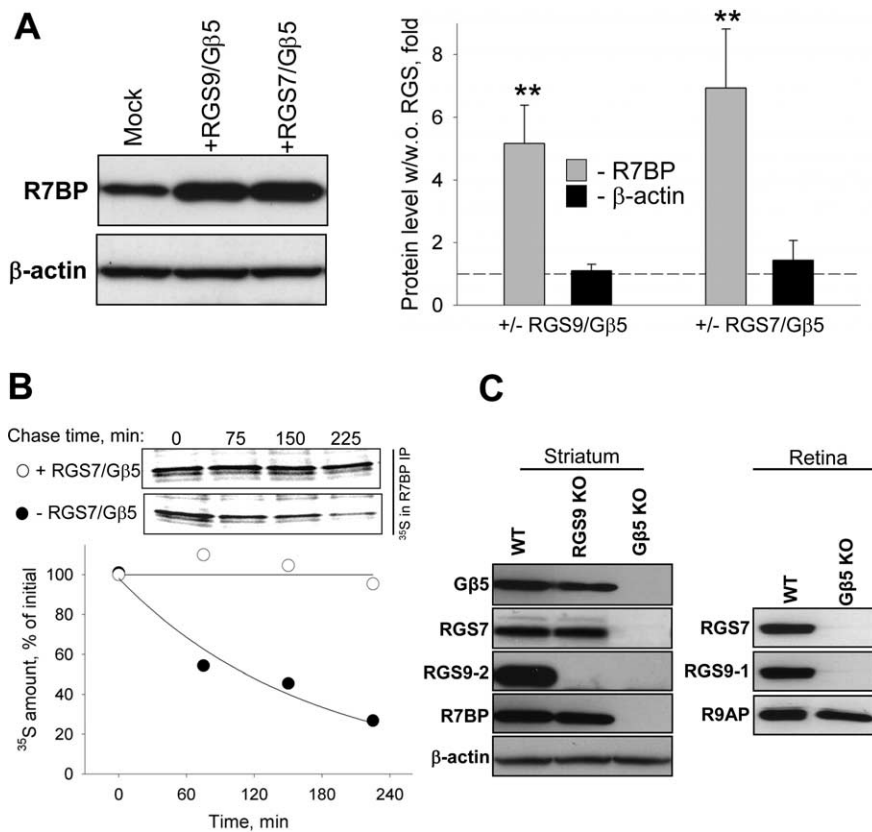 A
Mock
+RGS9/Gβ5
+RGS7/Gβ5
R7BP
β-actin
Protein level w/w.o. RGS, fold
8
6
4
2
0
**
**
- R7BP
- β-actin
+/- RGS9/Gβ5
+/- RGS7/Gβ5
B
Chase time, min: 0 75 150 225
+ RGS7/Gβ5
- RGS7/Gβ5
35S in R7BP IP
35S amount, % of initial
100
80
60
40
20
0
0 60 120 180 240
Time, min
C
Striatum
WT
RGS9 KO
Gβ5 KO
Gβ5
RGS7
RGS9-2
R7BP
β-actin
Retina
WT
Gβ5 KO
RGS7
RGS9-1
R9AP